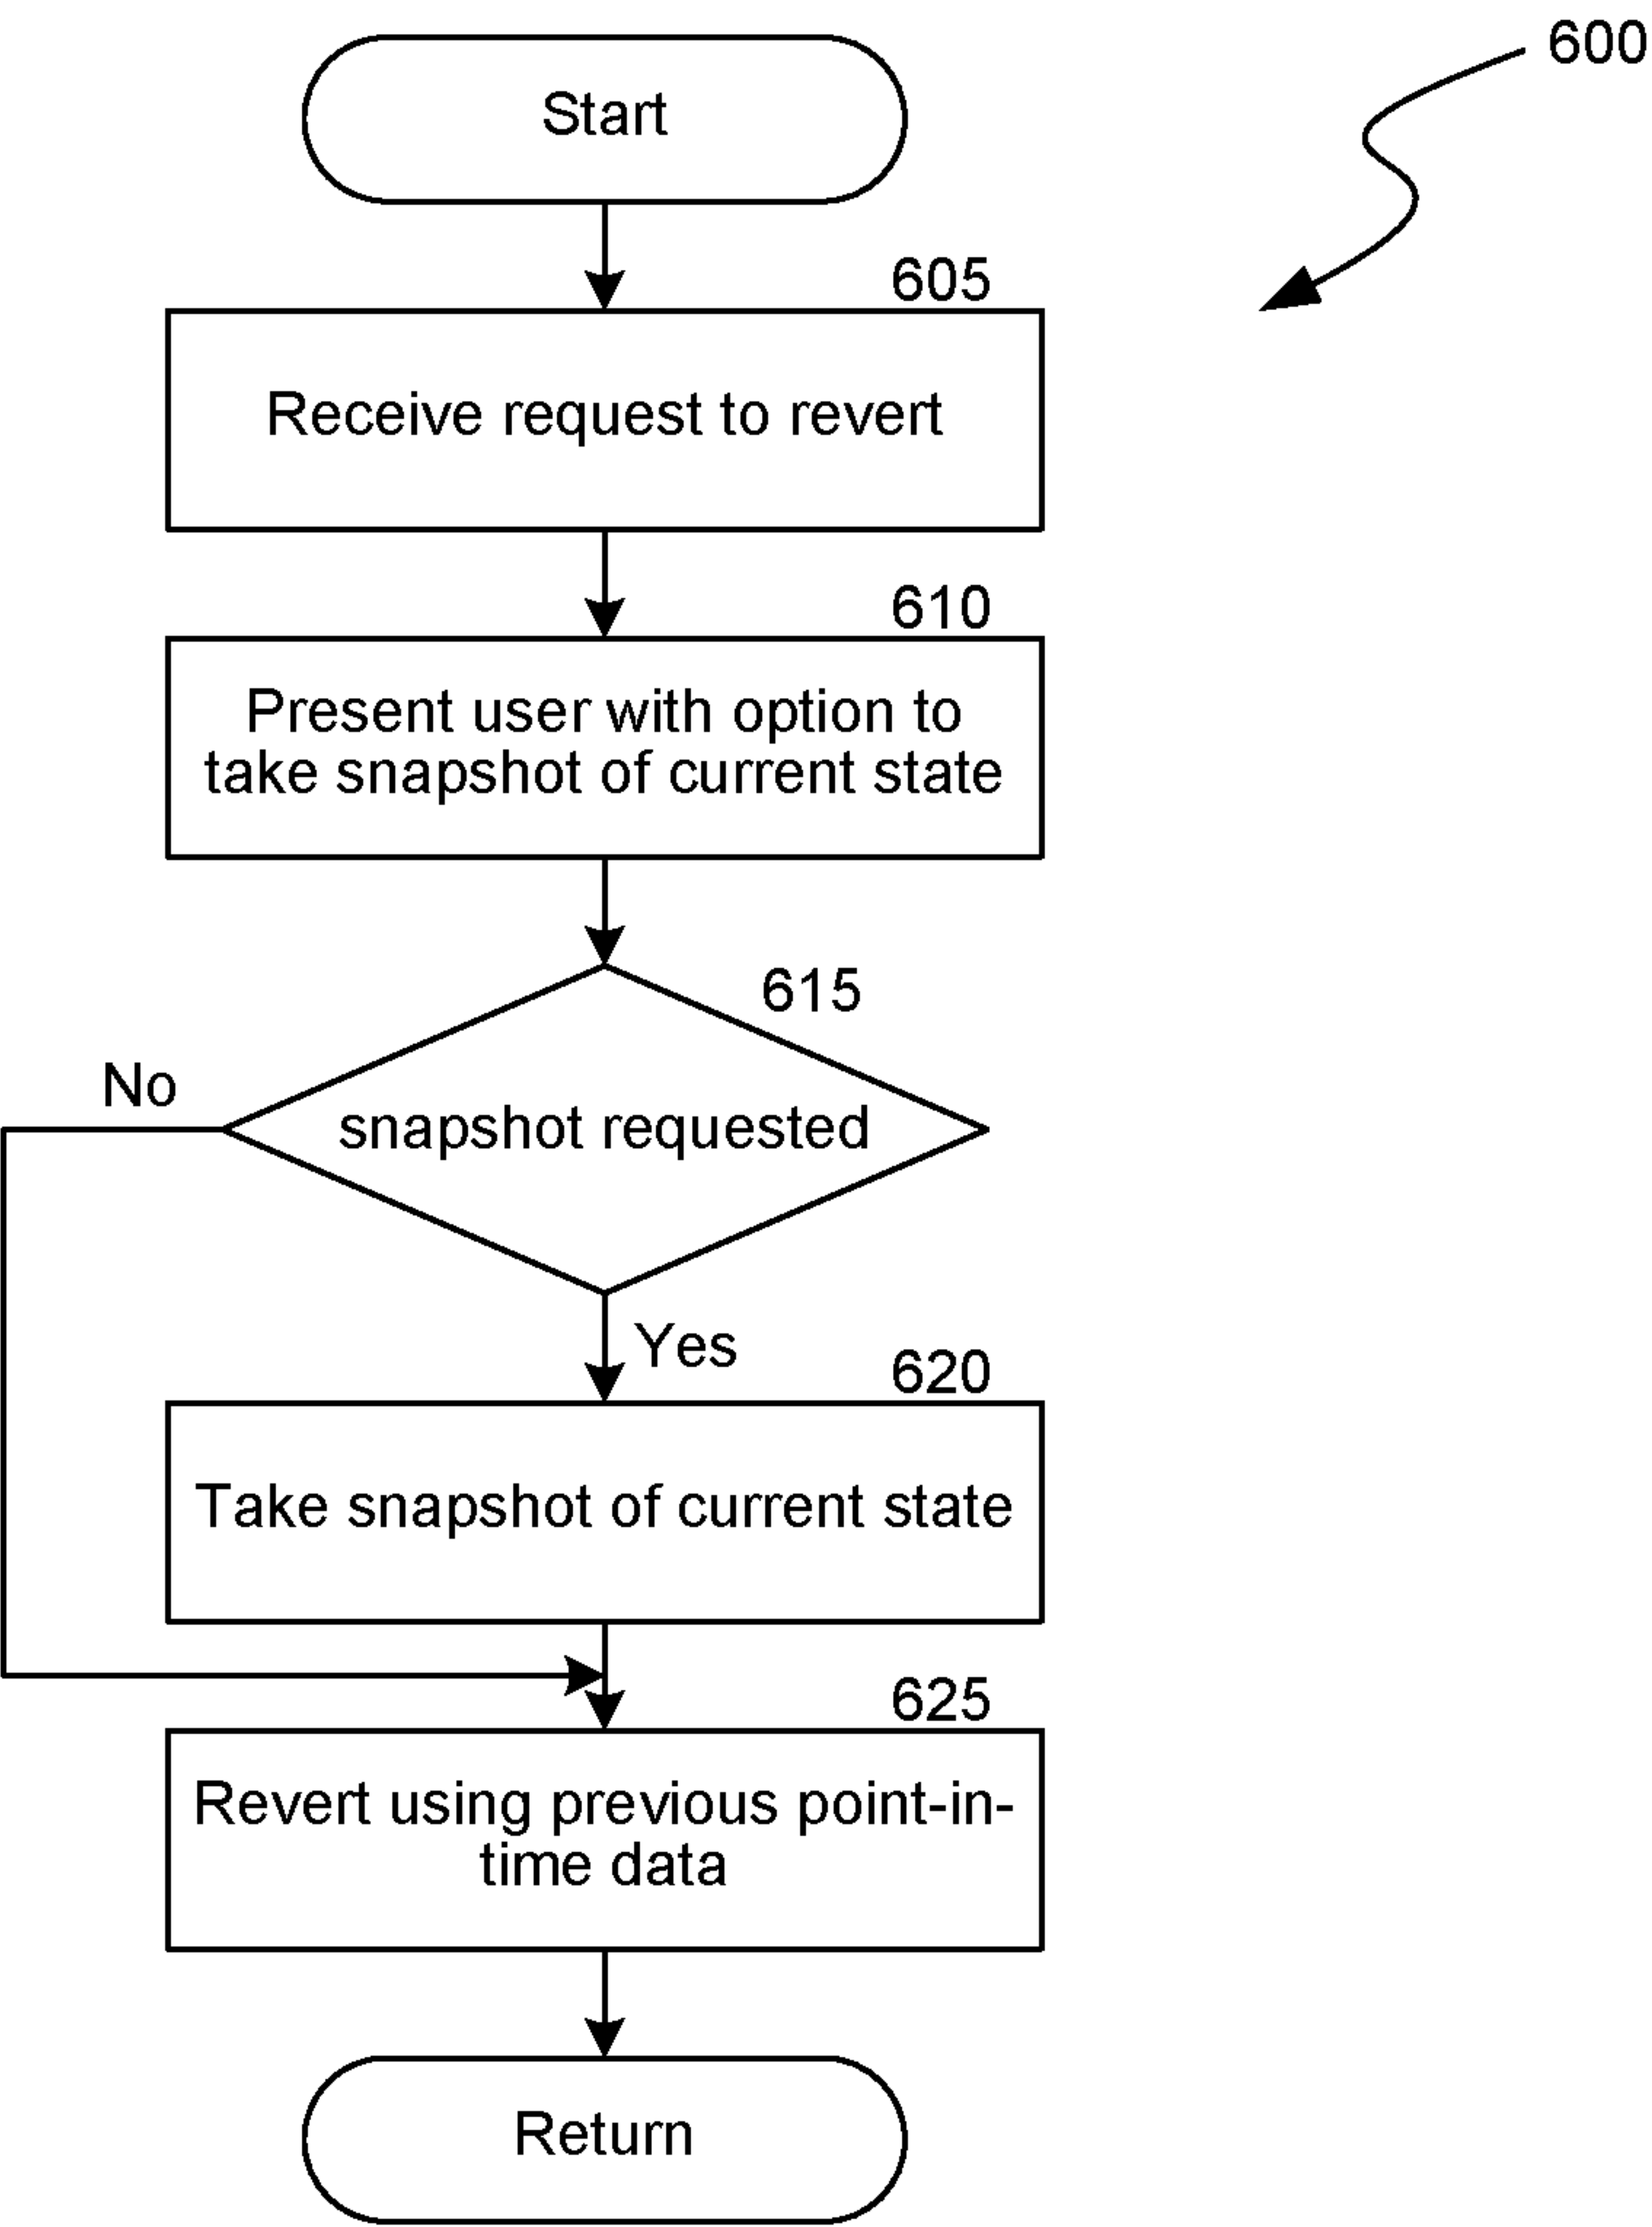 600
Start
605
Receive request to revert
610
Present user with option to
take snapshot of current state
615
No
snapshot requested
Yes
620
Take snapshot of current state
625
Revert using previous point-in-
time data
Return